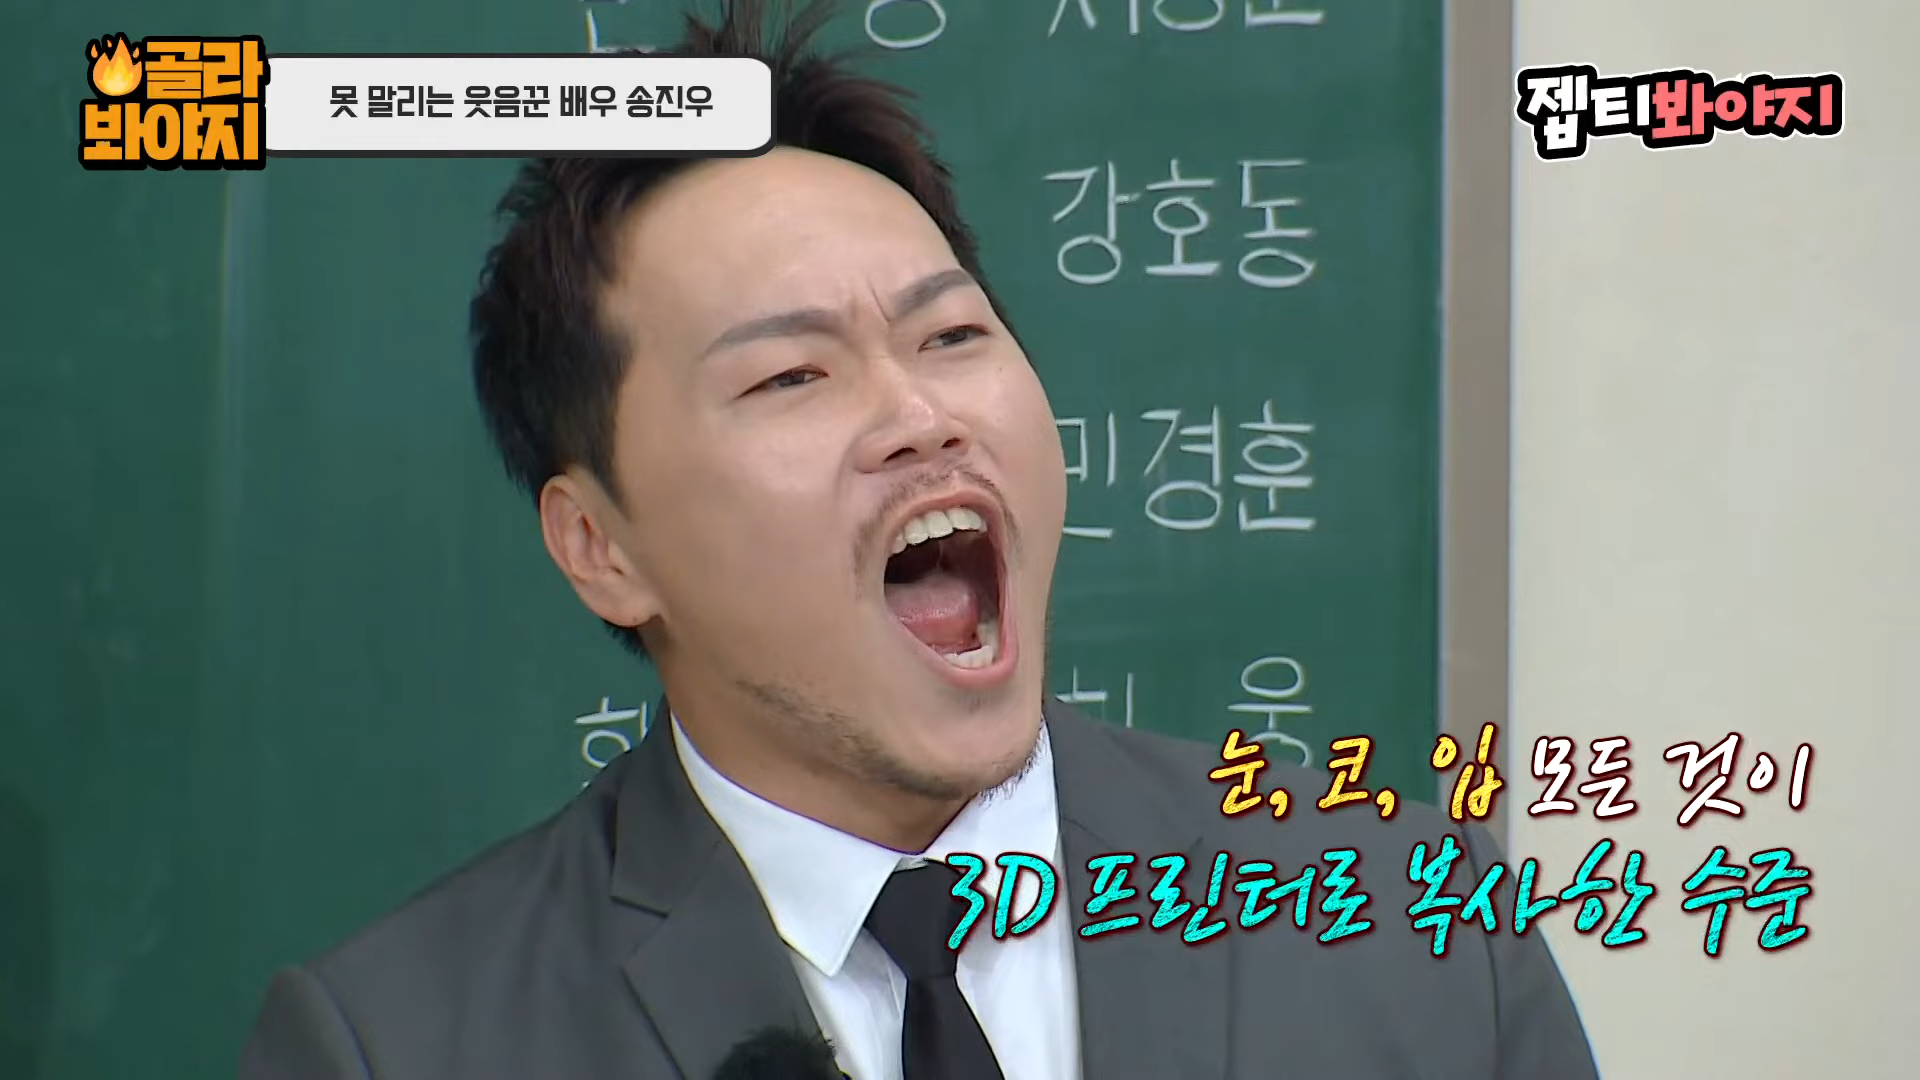 골라
봐야지
못 말리는 웃음꾼 배우 송진우
젭티봐야지
강호동
민경훈
눈, 코, 입 모든 것이
3D 프린터로 복사한 수준